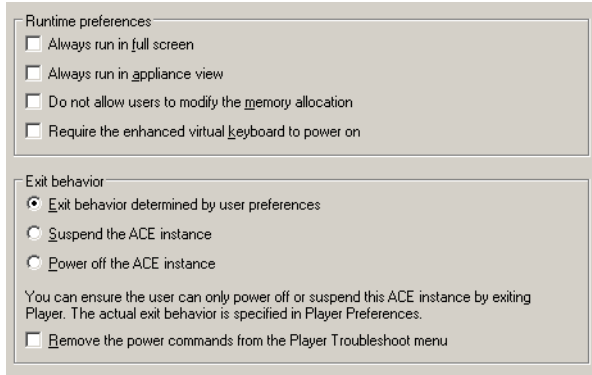 Runtime preferences
Always run in full screen
Always run in appliance view
Do not allow users to modify the memory allocation
Require the enhanced virtual keyboard to power on
Exit behavior
Exit behavior determined by user preferences
Suspend the ACE instance
Power off the ACE instance
You can ensure the user can only power off or suspend this ACE instance by exiting
Player. The actual exit behavior is specified in Player Preferences.
Remove the power commands from the Player Troubleshoot menu